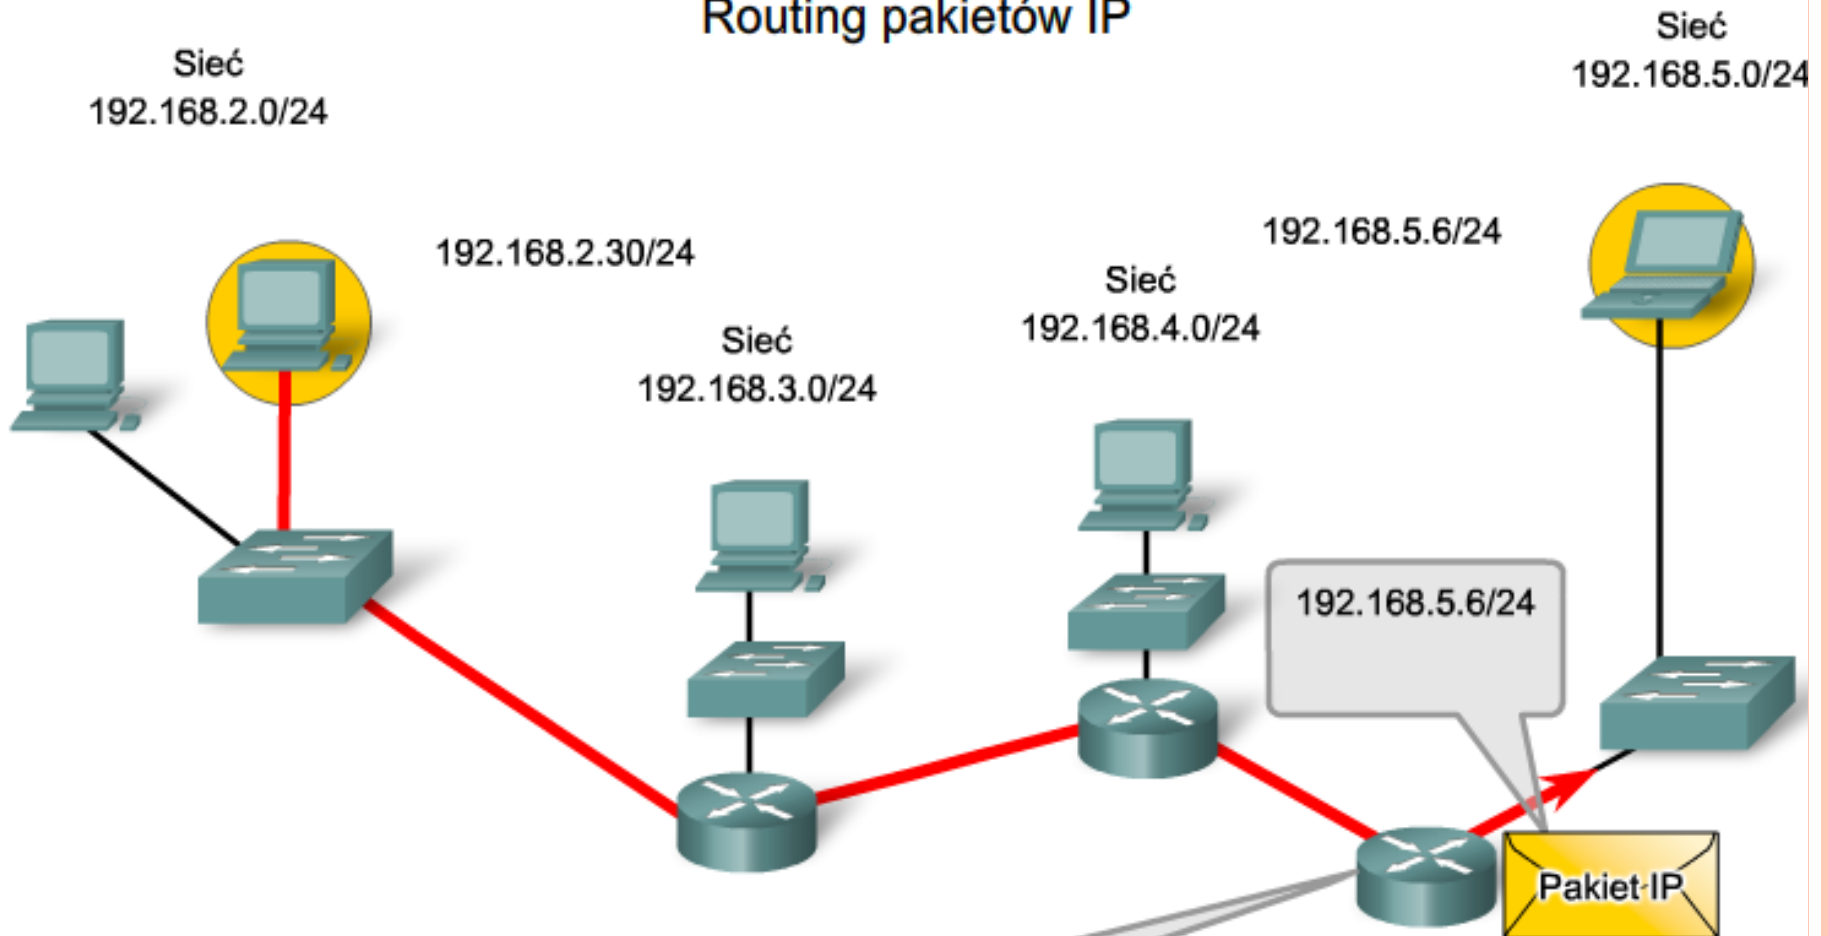 Routing pakietów IP
Sieć
192.168.2.0/24
Sieć
192.168.5.0/24
192.168.2.30/24
192.168.5.6/24
Sieć
192.168.3.0/24
Sieć
192.168.4.0/24
192.168.5.6/24
Pakiet IP